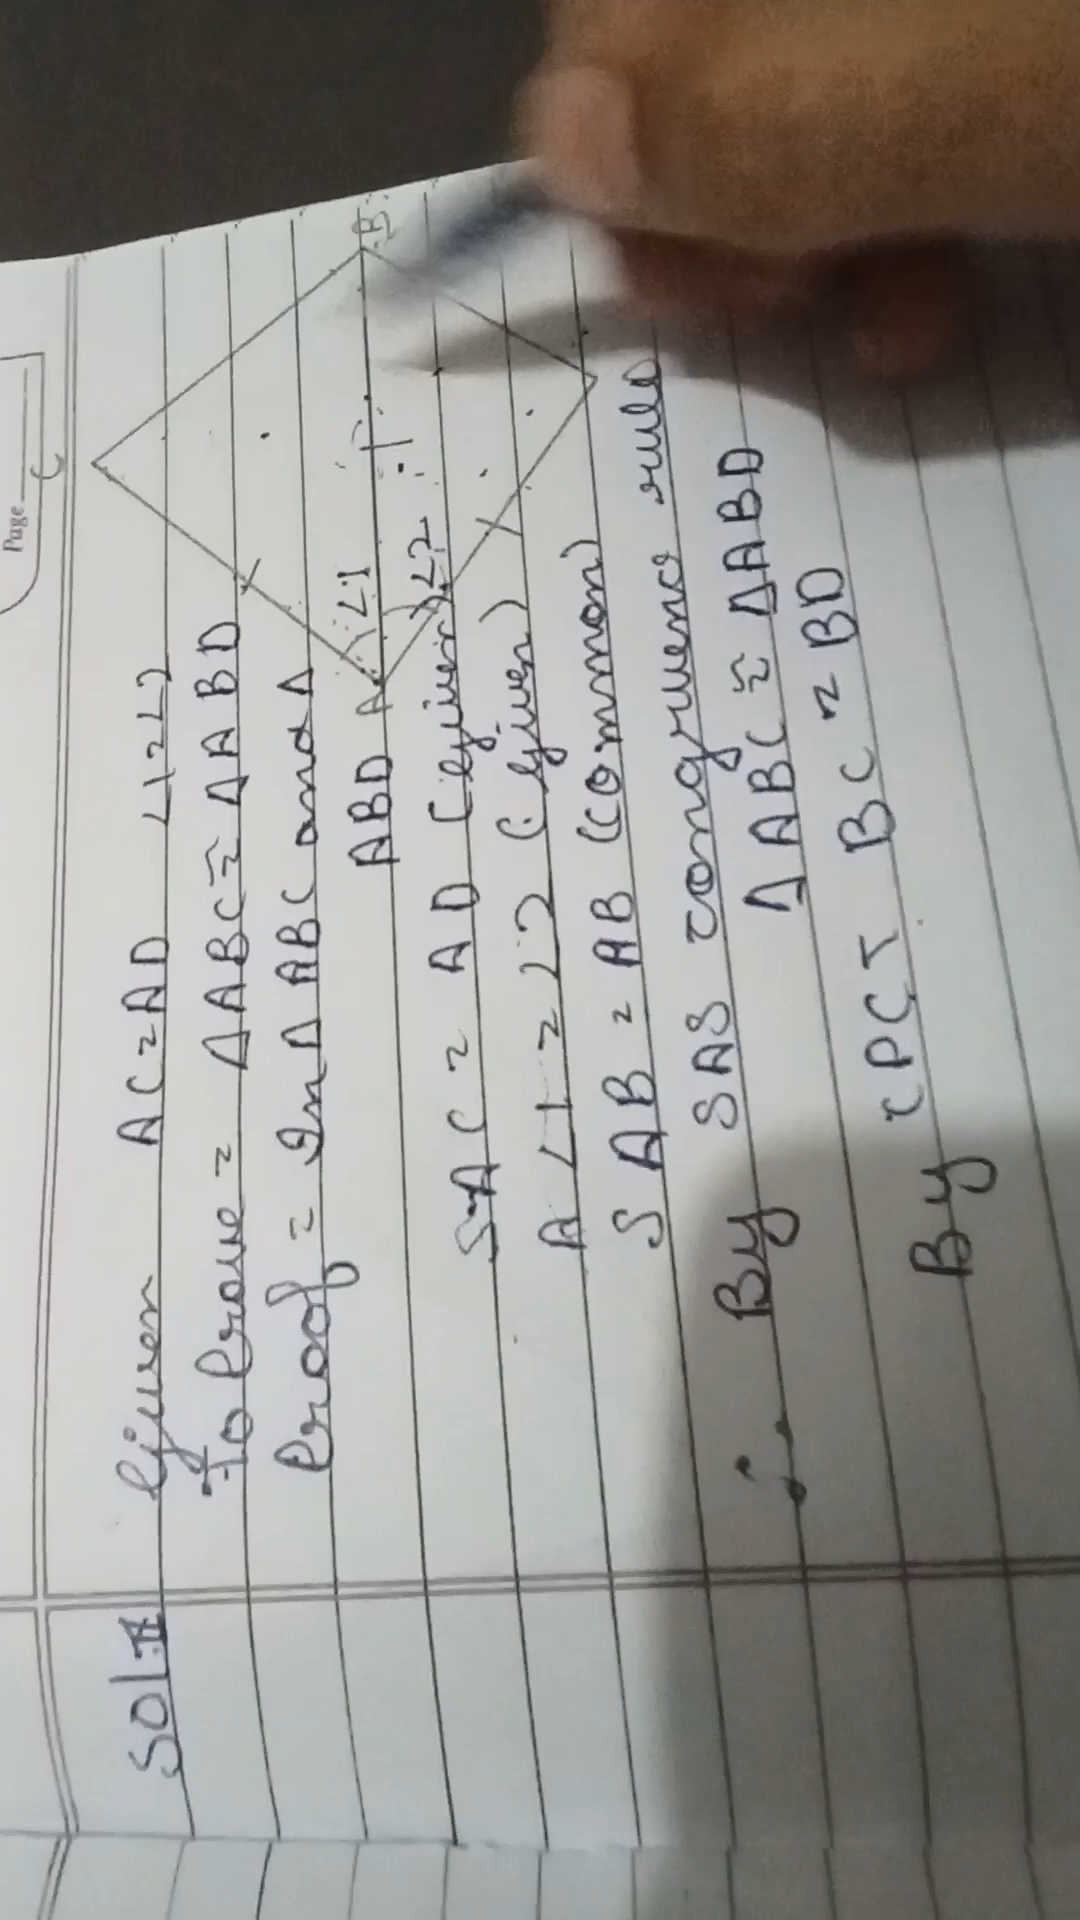 Page
C
Sol:-
Given AC = AD ∠1 = ∠2
To Prove = ΔABC ≅ ΔABD
Proof = In ΔABC and Δ
ABD
A
B
∠1
∠2
S AC = AD (Given)
A ∠1 = ∠2 (Given)
S AB = AB (Common)
By SAS congruence rule
ΔABC ≅ ΔABD
By CPCT BC = BD